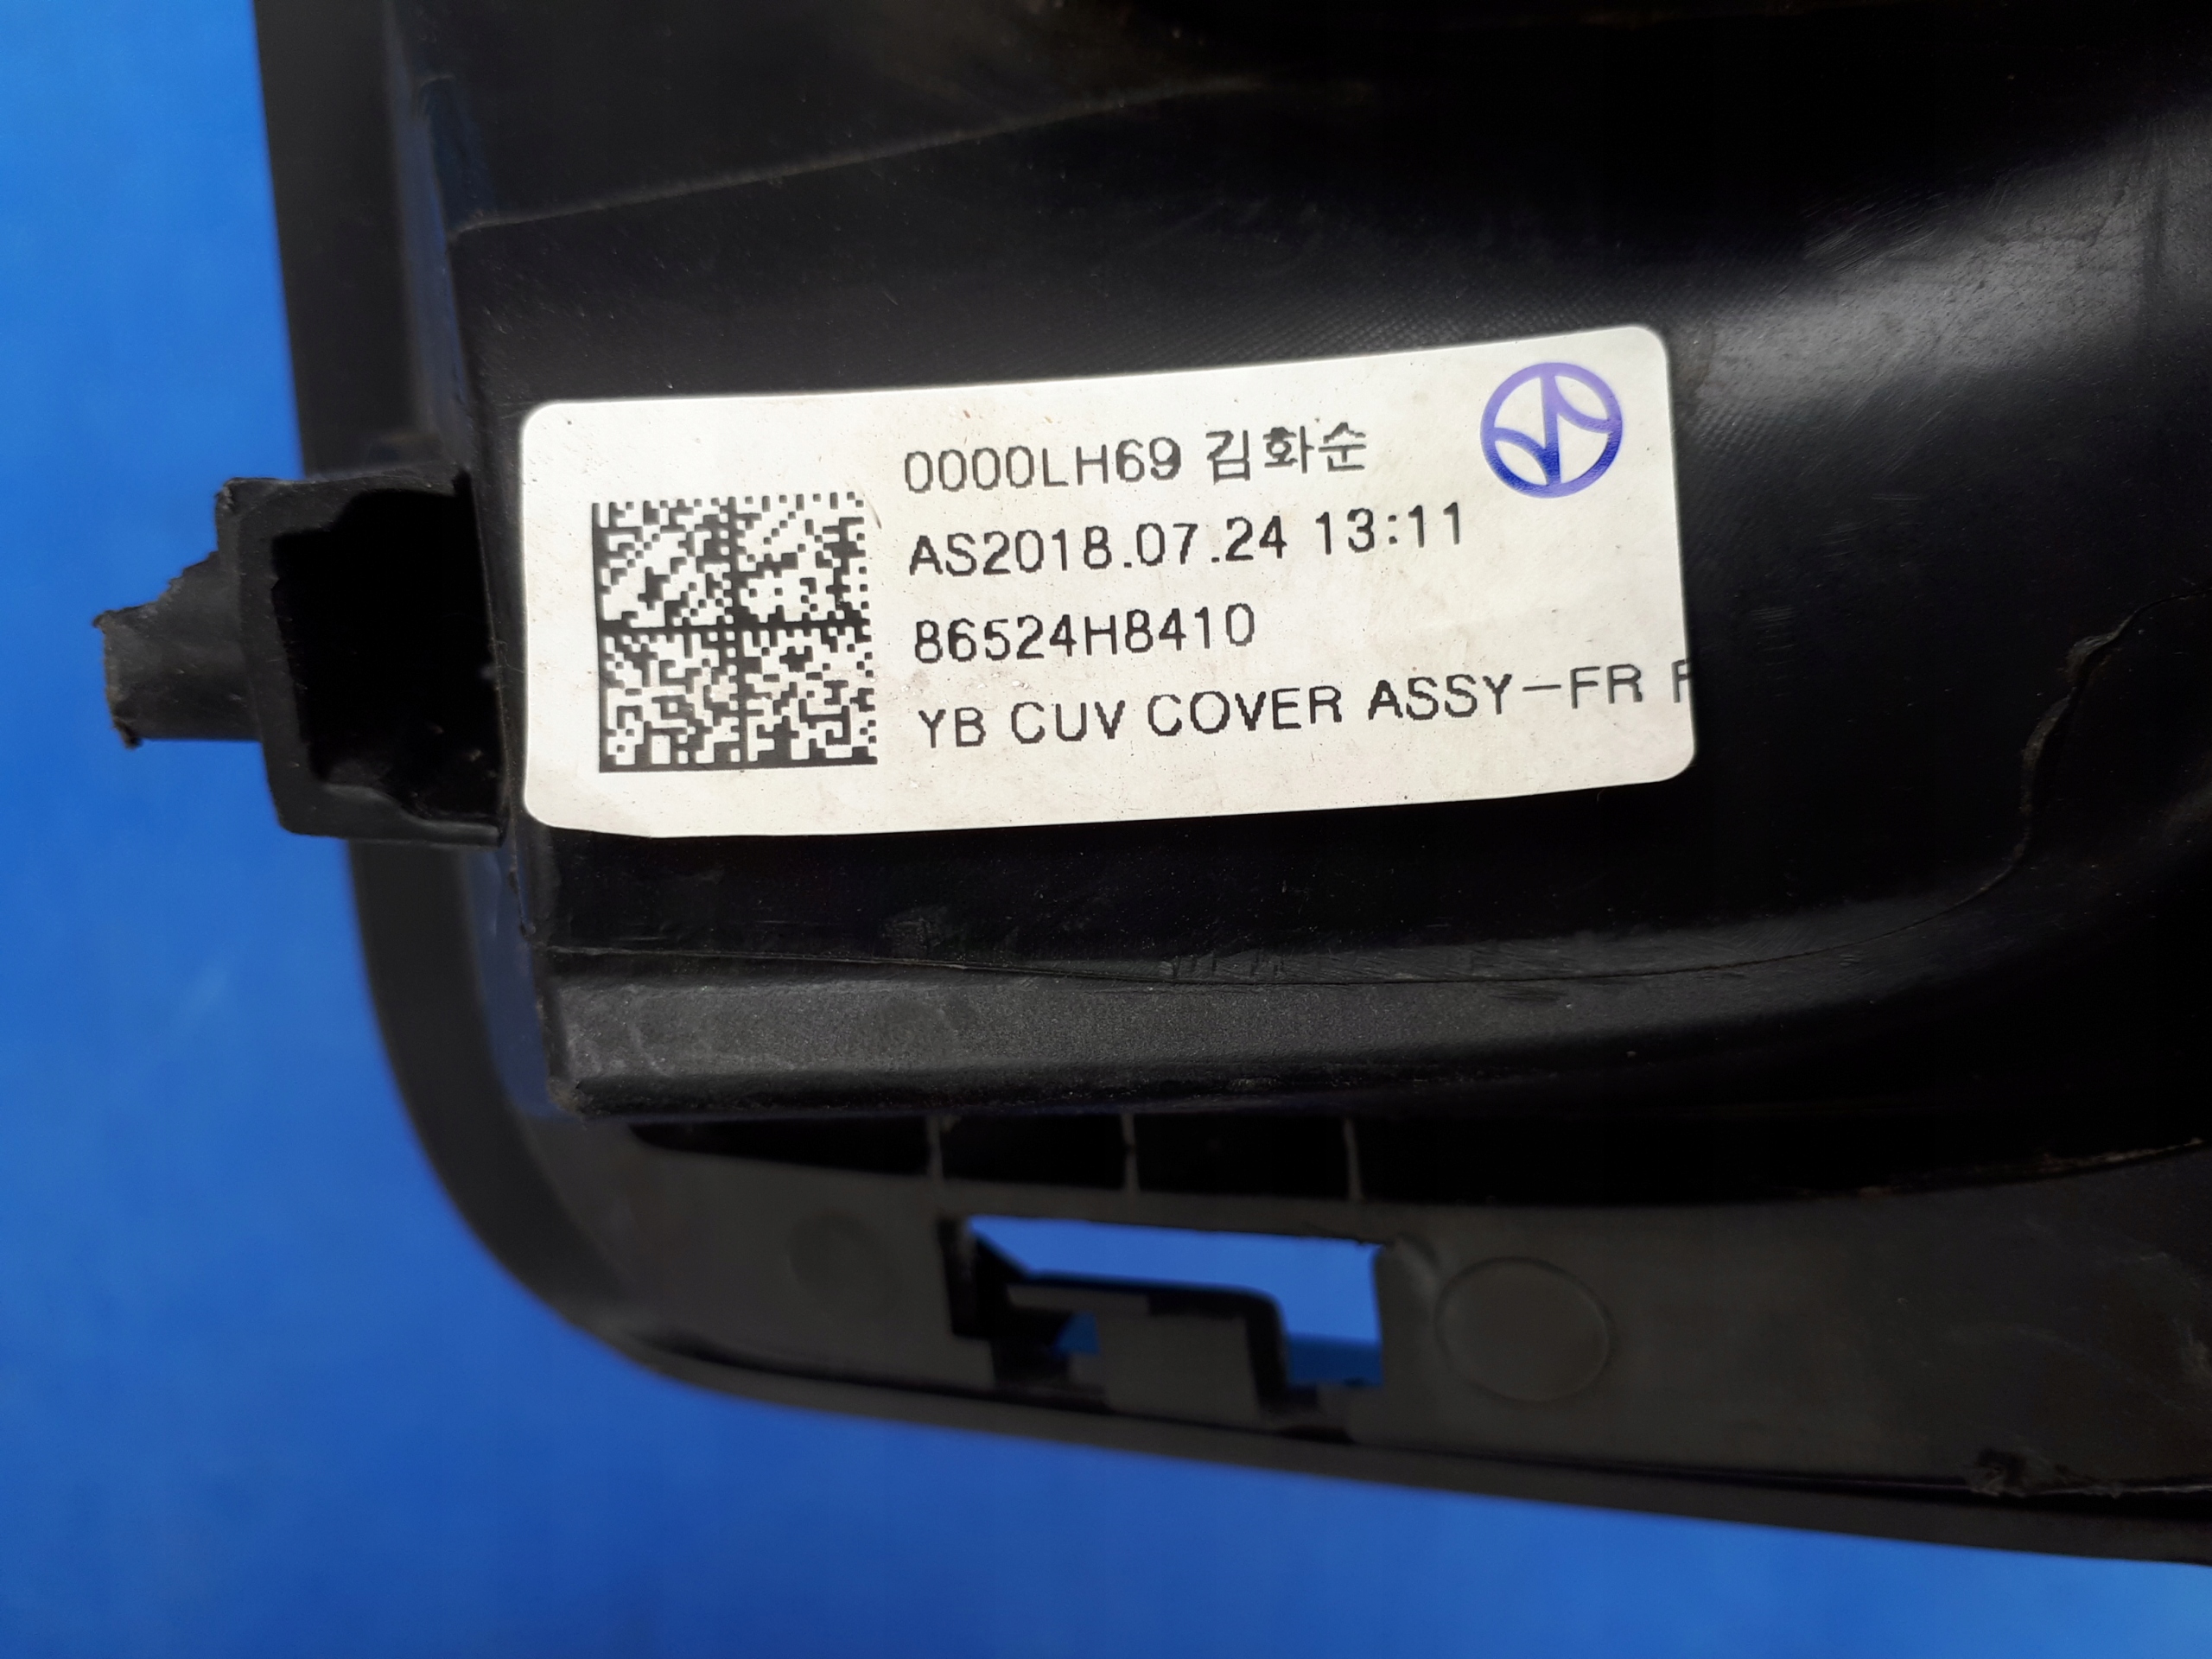 0000LH69 김화순
AS2018.07.24 13:11
86524H8410
YB CUV COVER ASSY-FR